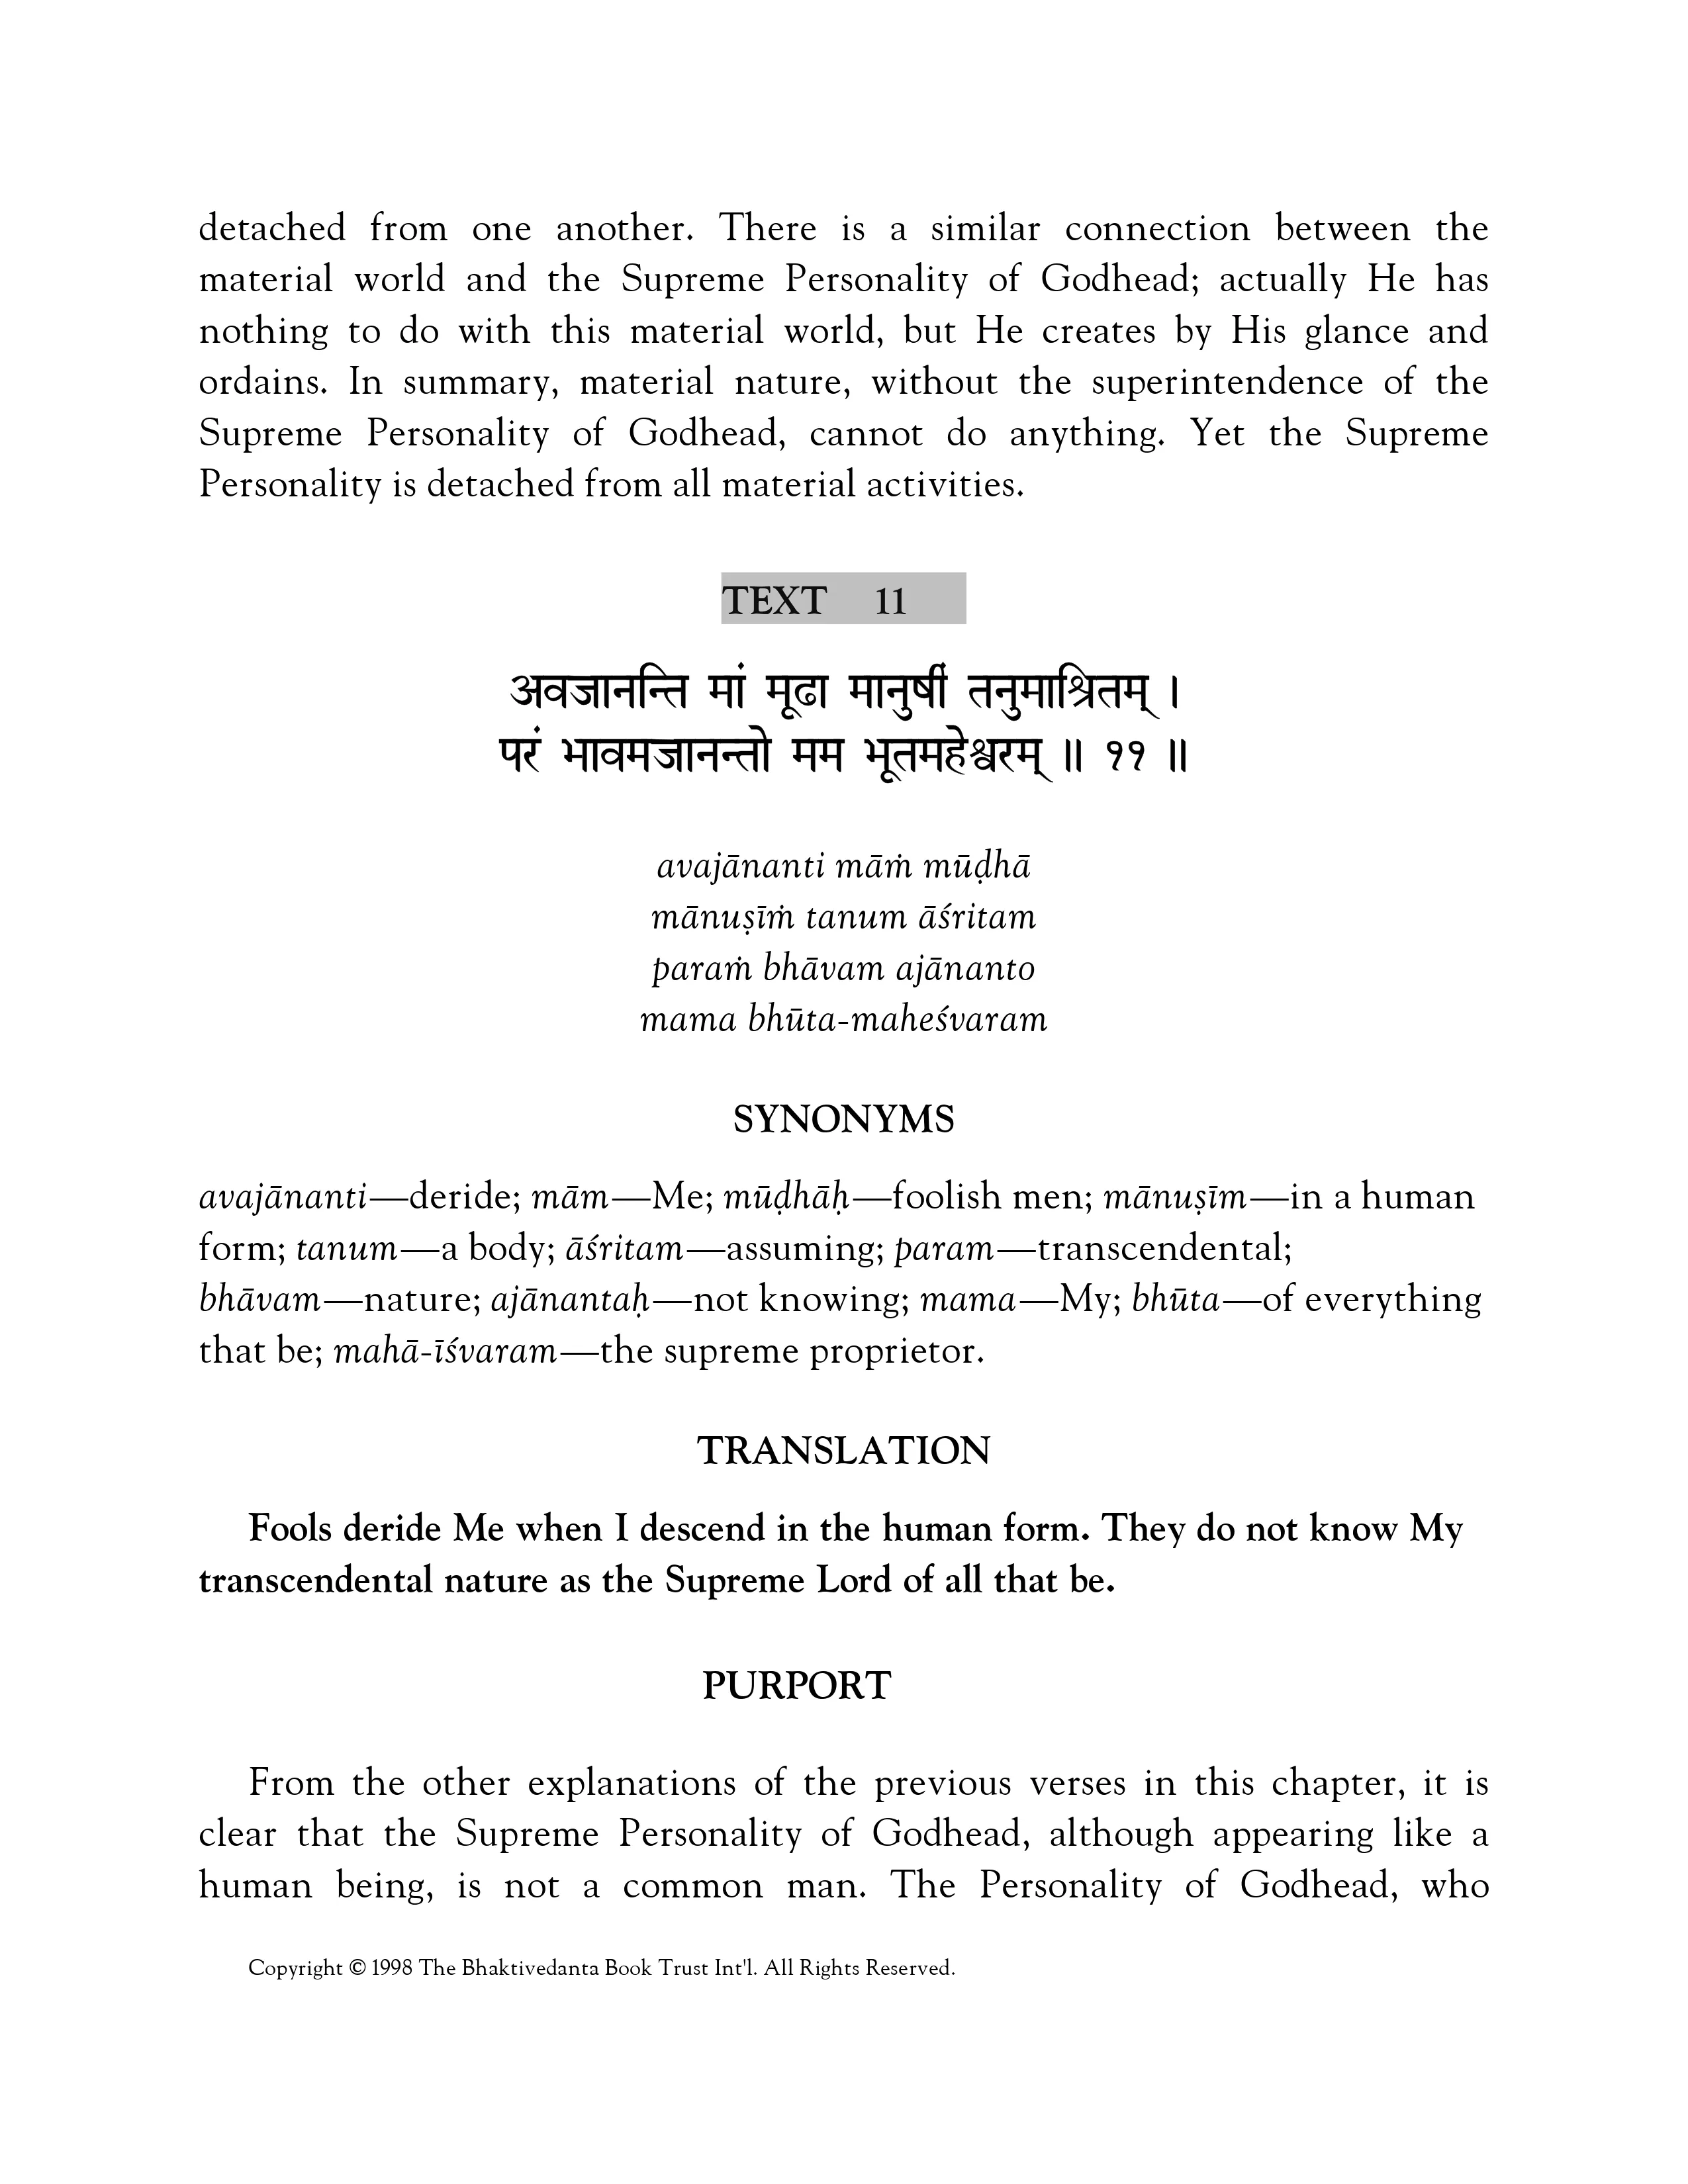 detached from one another. There is a similar connection between the
material world and the Supreme Personality of Godhead; actually He has
nothing to do with this material world, but He creates by His glance and
ordains. In summary, material nature, without the superintendence of the
Supreme Personality of Godhead, cannot do anything. Yet the Supreme
Personality is detached from all material activities.
TEXT 11
अवजानन्ति मां मूढा मानुषीं तनुमाश्रितम् ।
परं भावमजानन्तो मम भूतमहेश्वरम् ॥ ११ ॥
avajānanti māṁ mūḍhā
mānuṣīṁ tanum āśritam
paraṁ bhāvam ajānanto
mama bhūta-maheśvaram
SYNONYMS
avajānanti—deride; mām—Me; mūḍhāḥ—foolish men; mānuṣīm—in a human
form; tanum—a body; āśritam—assuming; param—transcendental;
bhāvam—nature; ajānantaḥ—not knowing; mama—My; bhūta—of everything
that be; mahā-īśvaram—the supreme proprietor.
TRANSLATION
Fools deride Me when I descend in the human form. They do not know My
transcendental nature as the Supreme Lord of all that be.
PURPORT
From the other explanations of the previous verses in this chapter, it is
clear that the Supreme Personality of Godhead, although appearing like a
human being, is not a common man. The Personality of Godhead, who
Copyright © 1998 The Bhaktivedanta Book Trust Int'l. All Rights Reserved.